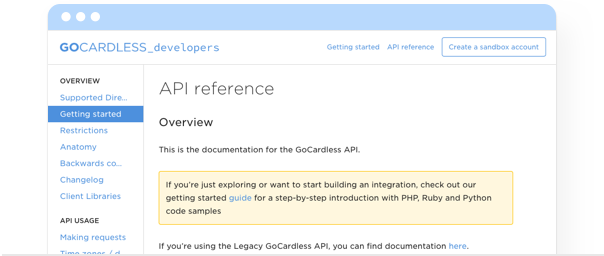 GOCARDLESS_developers
Getting started
API reference
Create a sandbox account
OVERVIEW
Supported Dire...
Getting started
Restrictions
Anatomy
Backwards co...
Changelog
Client Libraries
API USAGE
Making requests
Time zones / d...
API reference
Overview
This is the documentation for the GoCardless API.
If you're just exploring or want to start building an integration, check out our
getting started guide for a step-by-step introduction with PHP, Ruby and Python
code samples
If you're using the Legacy GoCardless API, you can find documentation here.